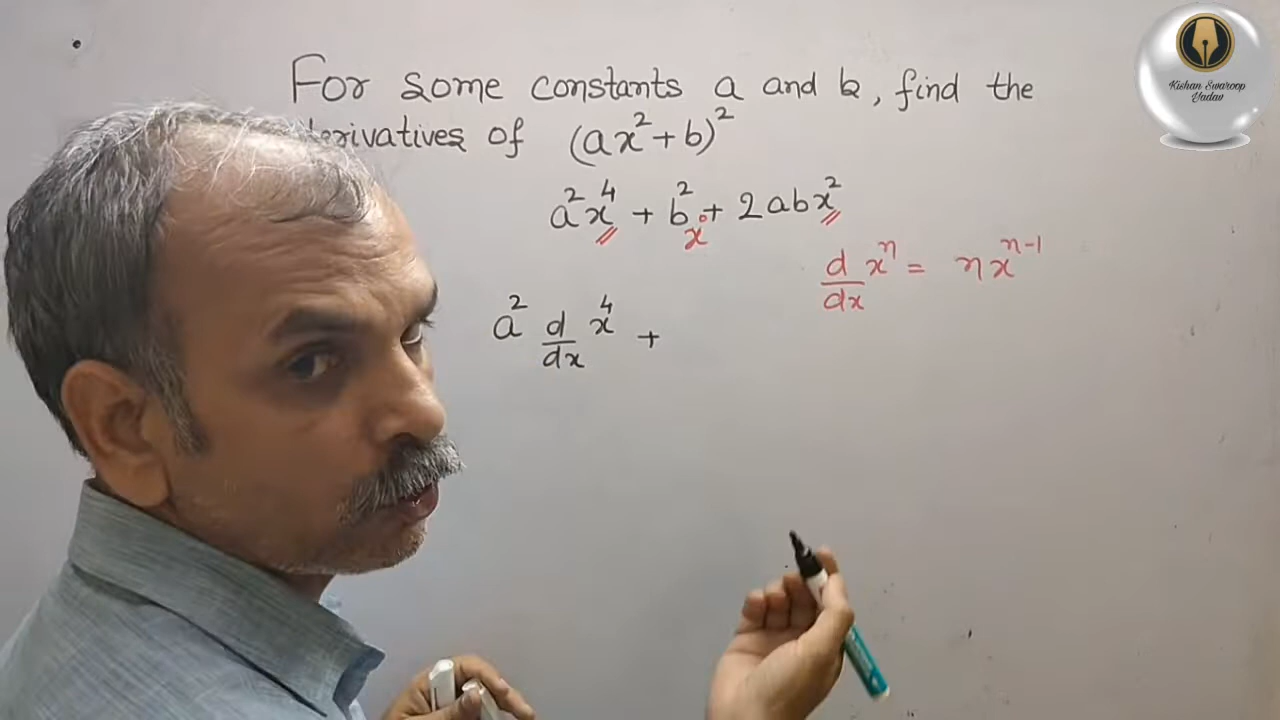 For some constants a and b, find the
derivatives of (ax²+b)²
a²x⁴ + b²x⁰ + 2abx²
d/dx xⁿ = nxⁿ⁻¹
a² d/dx x⁴ +
Kishan Swaroop
Yadav